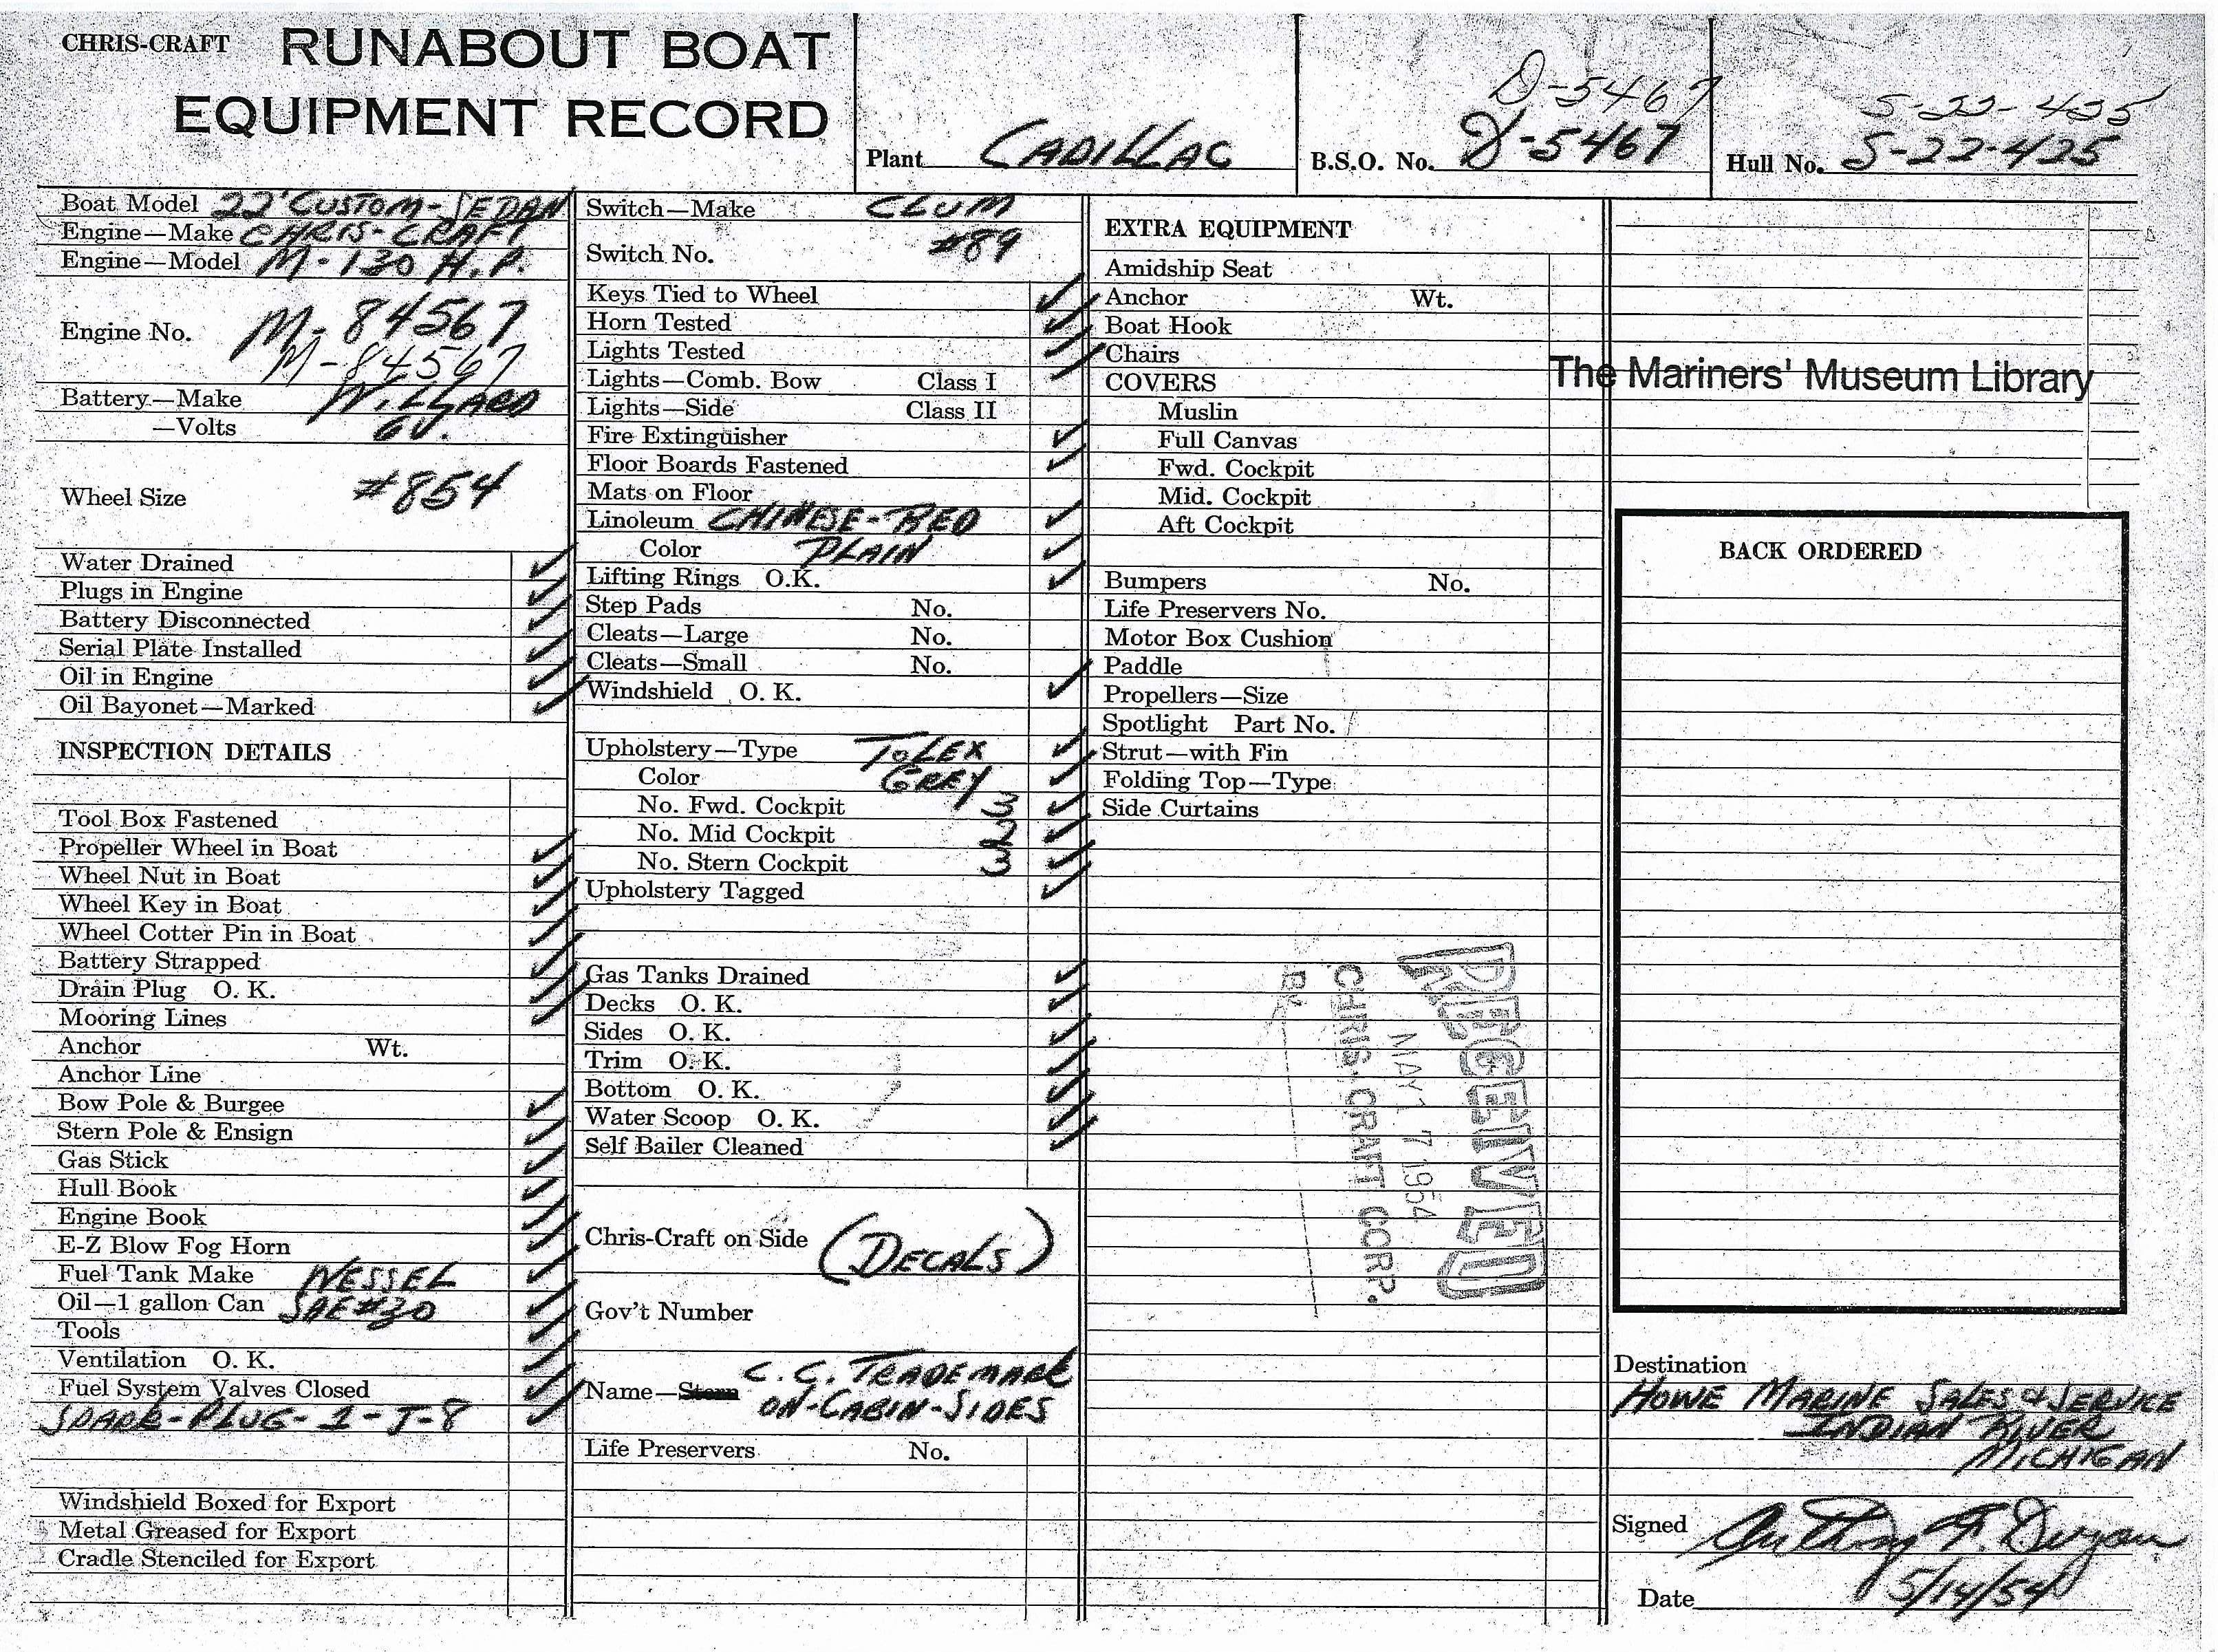 CHRIS-CRAFT RUNABOUT BOAT
EQUIPMENT RECORD
Plant CADILLAC
D-5467
B.S.O. No. D-5467
S-22-425
Hull No. S-22-425
Boat Model 22' CUSTOM-SEDAN
Engine—Make CHRIS-CRAFT
Engine—Model M-130 H.P.
Engine No. M-84567
M-84567
Battery—Make WILLARD
—Volts 6V.
Wheel Size #854
Water Drained ✓
Plugs in Engine ✓
Battery Disconnected ✓
Serial Plate Installed ✓
Oil in Engine ✓
Oil Bayonet—Marked ✓
INSPECTION DETAILS
Tool Box Fastened
Propeller Wheel in Boat ✓
Wheel Nut in Boat ✓
Wheel Key in Boat ✓
Wheel Cotter Pin in Boat ✓
Battery Strapped ✓
Drain Plug O. K. ✓
Mooring Lines ✓
Anchor Wt.
Anchor Line
Bow Pole & Burgee ✓
Stern Pole & Ensign ✓
Gas Stick ✓
Hull Book ✓
Engine Book ✓
E-Z Blow Fog Horn ✓
Fuel Tank Make WESSEL ✓
Oil—1 gallon Can SAE #30 ✓
Tools ✓
Ventilation O. K. ✓
Fuel System Valves Closed ✓
SPARK-PLUG-1-J-8 ✓
Windshield Boxed for Export
Metal Greased for Export
Cradle Stenciled for Export
Switch—Make CLUM
Switch No. #89
Keys Tied to Wheel ✓
Horn Tested ✓
Lights Tested ✓
Lights—Comb. Bow Class I
Lights—Side Class II
Fire Extinguisher ✓
Floor Boards Fastened ✓
Mats on Floor
Linoleum CHINESE-RED ✓
Color PLAIN ✓
Lifting Rings O.K. ✓
Step Pads No.
Cleats—Large No.
Cleats—Small No.
Windshield O. K. ✓
Upholstery—Type TOLEX ✓
Color GREY ✓
No. Fwd. Cockpit 3 ✓
No. Mid Cockpit 2 ✓
No. Stern Cockpit 3 ✓
Upholstery Tagged ✓
Gas Tanks Drained ✓
Decks O. K. ✓
Sides O. K. ✓
Trim O. K. ✓
Bottom O. K. ✓
Water Scoop O. K. ✓
Self Bailer Cleaned ✓
Chris-Craft on Side (DECALS)
Gov't Number
Name—Stern C.C. TRADEMARK
ON-CABIN-SIDES
Life Preservers No.
EXTRA EQUIPMENT
Amidship Seat
Anchor Wt.
Boat Hook
Chairs
COVERS
Muslin
Full Canvas
Fwd. Cockpit
Mid. Cockpit
Aft Cockpit
Bumpers No.
Life Preservers No.
Motor Box Cushion
Paddle
Propellers—Size
Spotlight Part No.
Strut—with Fin
Folding Top—Type
Side Curtains
RECEIVED
MAY 17 1954
CHRIS-CRAFT CORP.
BY
The Mariners' Museum Library
BACK ORDERED
Destination
HOWE MARINE SALES & SERVICE
INDIAN RIVER
MICHIGAN
Signed Anthony F.
Date 5/14/54